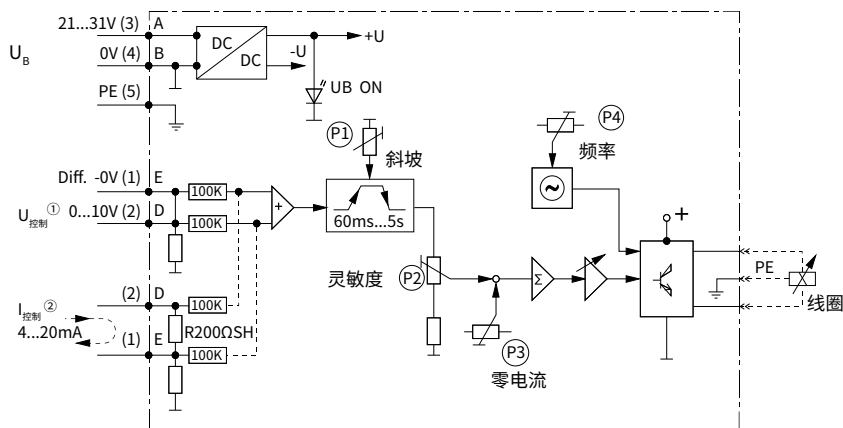 21...31V (3) A
DC
DC
+U
-U
U_B
0V (4) B
UB ON
PE (5)
P1
斜坡
P4
频率
Diff. -0V (1) E
100K
+
60ms...5s
U控制① 0...10V (2) D
100K
+
灵敏度
P2
Σ
PE
线圈
(2) D
100K
I控制②
4...20mA
R200ΩSH
(1) E
100K
P3
零电流